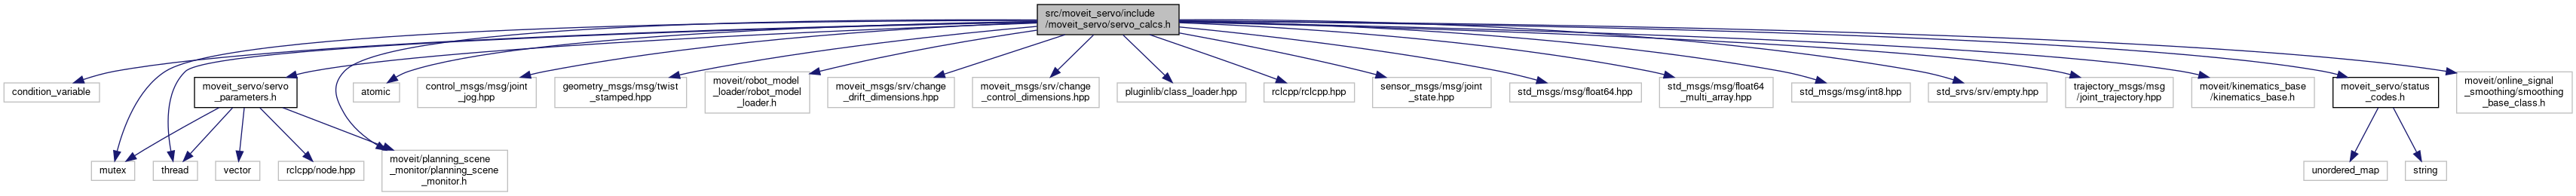 src/moveit_servo/include
/moveit_servo/servo_calcs.h
condition_variable
moveit_servo/servo
_parameters.h
atomic
control_msgs/msg/joint
_jog.hpp
geometry_msgs/msg/twist
_stamped.hpp
moveit/robot_model
_loader/robot_model
_loader.h
moveit_msgs/srv/change
_drift_dimensions.hpp
moveit_msgs/srv/change
_control_dimensions.hpp
pluginlib/class_loader.hpp
rclcpp/rclcpp.hpp
sensor_msgs/msg/joint
_state.hpp
std_msgs/msg/float64.hpp
std_msgs/msg/float64
_multi_array.hpp
std_msgs/msg/int8.hpp
std_srvs/srv/empty.hpp
trajectory_msgs/msg
/joint_trajectory.hpp
moveit/kinematics_base
/kinematics_base.h
moveit_servo/status
_codes.h
moveit/online_signal
_smoothing/smoothing
_base_class.h
mutex
thread
vector
rclcpp/node.hpp
moveit/planning_scene
_monitor/planning_scene
_monitor.h
unordered_map
string